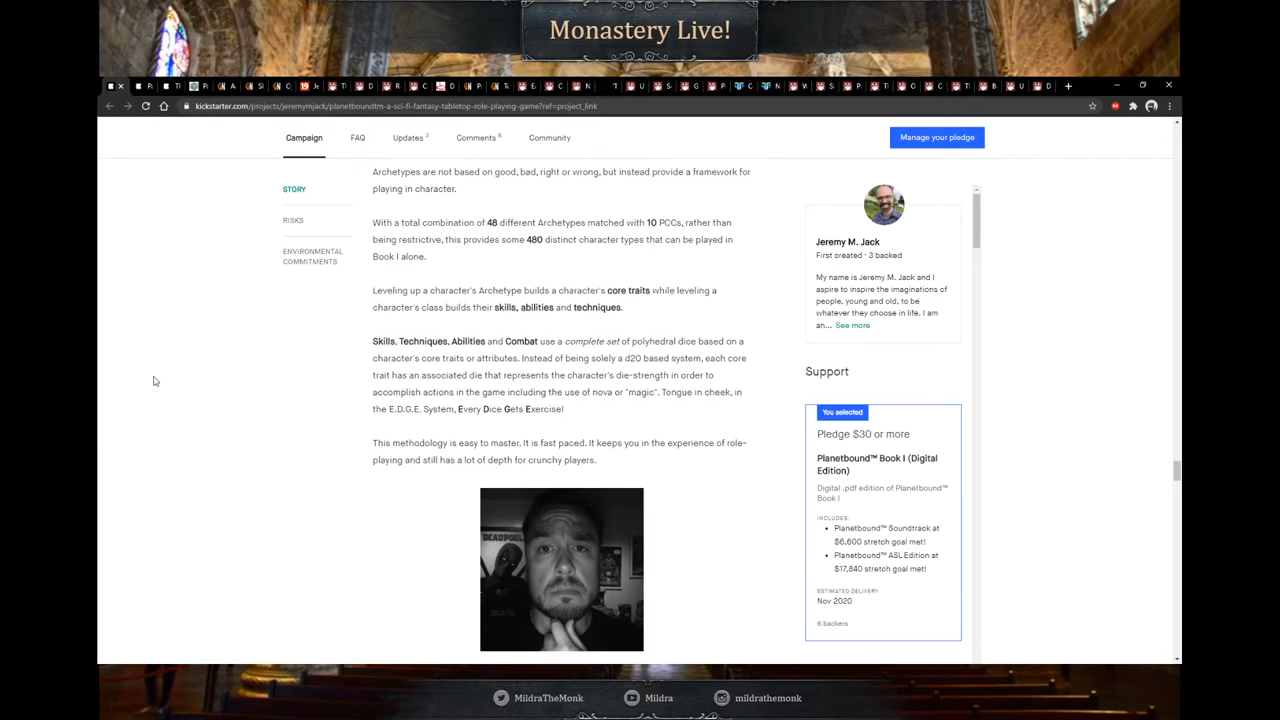 Monastery Live!
kickstarter.com/projects/jeremymjack/planetboundtm-a-sci-fi-fantasy-tabletop-role-playing-game?ref=project_link
Campaign
FAQ
Updates 3
Comments 8
Community
Manage your pledge
STORY
RISKS
ENVIRONMENTAL
COMMITMENTS
Archetypes are not based on good, bad, right or wrong, but instead provide a framework for
playing in character.
With a total combination of 48 different Archetypes matched with 10 PCCs, rather than
being restrictive, this provides some 480 distinct character types that can be played in
Book I alone.
Leveling up a character's Archetype builds a character's core traits while leveling a
character's class builds their skills, abilities and techniques.
Skills, Techniques, Abilities and Combat use a complete set of polyhedral dice based on a
character's core traits or attributes. Instead of being solely a d20 based system, each core
trait has an associated die that represents the character's die-strength in order to
accomplish actions in the game including the use of nova or "magic". Tongue in cheek, in
the E.D.G.E. System, Every Dice Gets Exercise!
This methodology is easy to master. It is fast paced. It keeps you in the experience of role-
playing and still has a lot of depth for crunchy players.
DEADPOOL
Jeremy M. Jack
First created · 3 backed
My name is Jeremy M. Jack and I
aspire to inspire the imaginations of
people, young and old, to be
whatever they choose in life. I am
an... See more
Support
You selected
Pledge $30 or more
Planetbound™ Book I (Digital
Edition)
Digital .pdf edition of Planetbound™
Book I
INCLUDES:
Planetbound™ Soundtrack at
$6,600 stretch goal met!
Planetbound™ ASL Edition at
$17,840 stretch goal met!
ESTIMATED DELIVERY
Nov 2020
6 backers
MildraTheMonk
Mildra
mildrathemonk